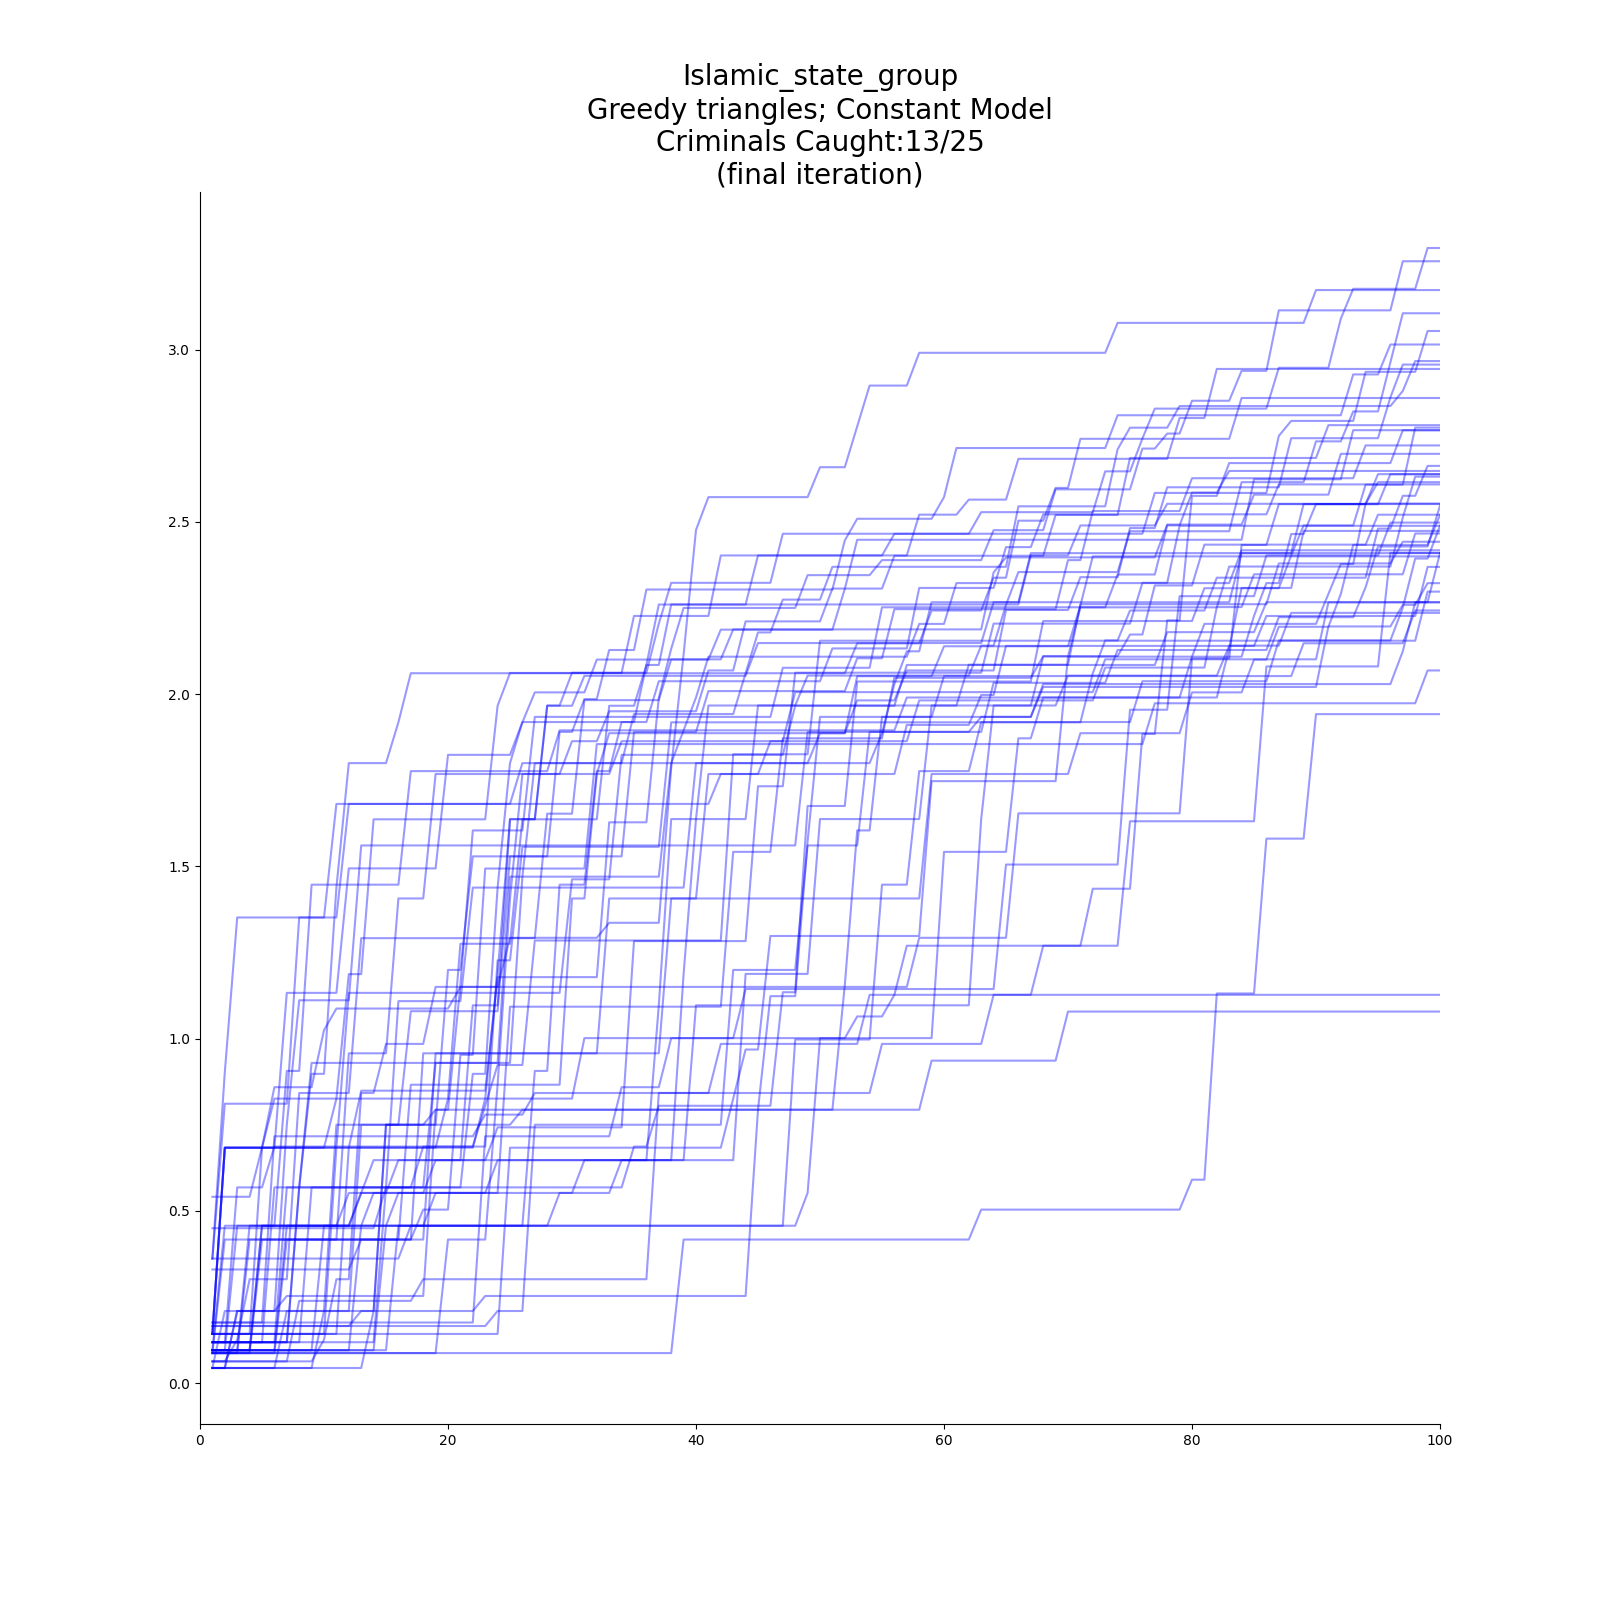 Islamic_state_group
Greedy triangles; Constant Model
Criminals Caught:13/25
(final iteration)
3.0
2.5
2.0
1.5
1.0
0.5
0.0
0 20 40 60 80 100